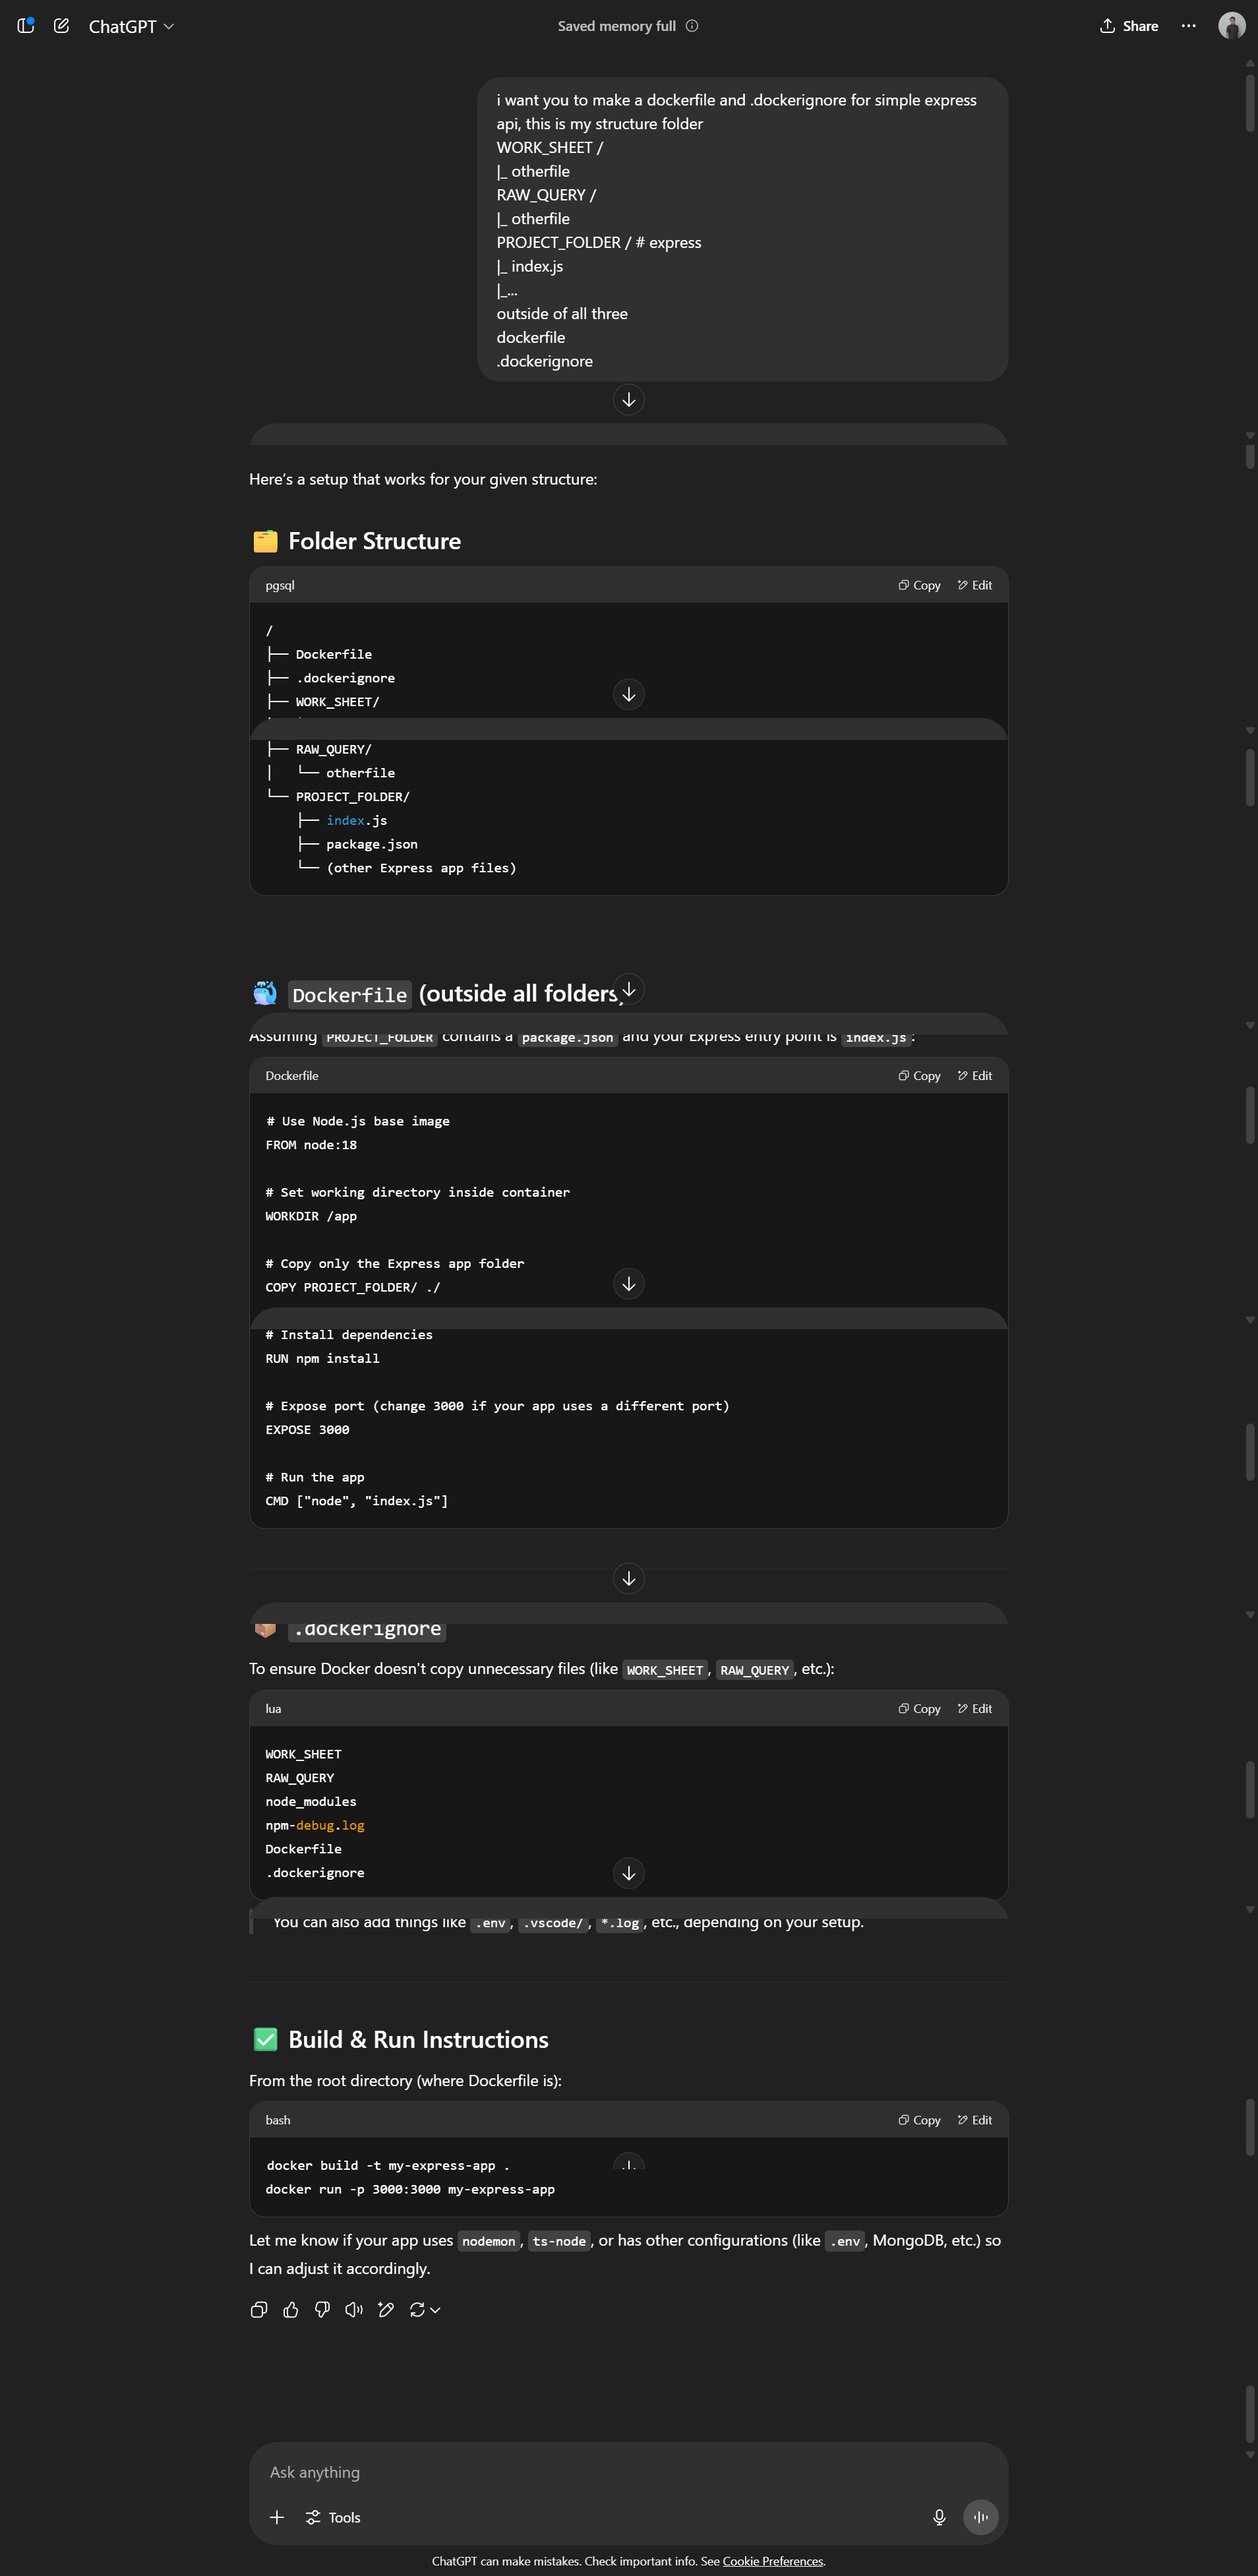 ChatGPT
Saved memory full
Share
i want you to make a dockerfile and .dockerignore for simple express
api, this is my structure folder
WORK_SHEET /
|_ otherfile
RAW_QUERY /
|_ otherfile
PROJECT_FOLDER / # express
|_ index.js
|_...
outside of all three
dockerfile
.dockerignore
Here’s a setup that works for your given structure:
🗂️ Folder Structure
pgsql
Copy
Edit
/
├── Dockerfile
├── .dockerignore
├── WORK_SHEET/
├── RAW_QUERY/
│   └── otherfile
└── PROJECT_FOLDER/
    ├── index.js
    ├── package.json
    └── (other Express app files)
🐳 Dockerfile (outside all folders)
Assuming PROJECT_FOLDER contains a package.json and your Express entry point is index.js:
Dockerfile
Copy
Edit
# Use Node.js base image
FROM node:18
# Set working directory inside container
WORKDIR /app
# Copy only the Express app folder
COPY PROJECT_FOLDER/ ./
# Install dependencies
RUN npm install
# Expose port (change 3000 if your app uses a different port)
EXPOSE 3000
# Run the app
CMD ["node", "index.js"]
📦 .dockerignore
To ensure Docker doesn't copy unnecessary files (like WORK_SHEET, RAW_QUERY, etc.):
lua
Copy
Edit
WORK_SHEET
RAW_QUERY
node_modules
npm-debug.log
Dockerfile
.dockerignore
You can also add things like .env, .vscode/, *.log, etc., depending on your setup.
✅ Build & Run Instructions
From the root directory (where Dockerfile is):
bash
Copy
Edit
docker build -t my-express-app .
docker run -p 3000:3000 my-express-app
Let me know if your app uses nodemon, ts-node, or has other configurations (like .env, MongoDB, etc.) so
I can adjust it accordingly.
Ask anything
Tools
ChatGPT can make mistakes. Check important info. See Cookie Preferences.